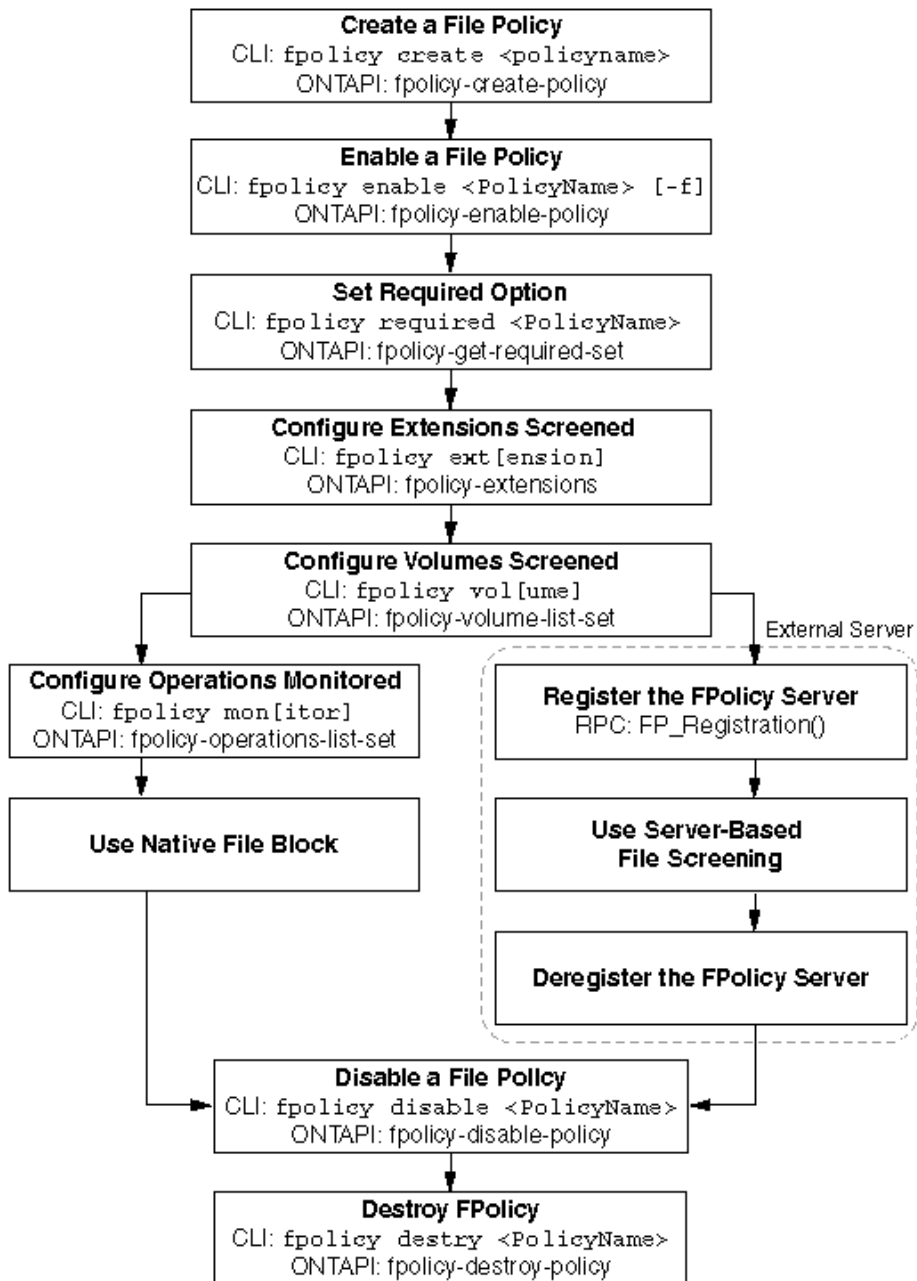 Create a File Policy
CLI: fpolicy create <policyname>
ONTAPI: fpolicy-create-policy
Enable a File Policy
CLI: fpolicy enable <PolicyName> [-f]
ONTAPI: fpolicy-enable-policy
Set Required Option
CLI: fpolicy required <PolicyName>
ONTAPI: fpolicy-get-required-set
Configure Extensions Screened
CLI: fpolicy ext[ension]
ONTAPI: fpolicy-extensions
Configure Volumes Screened
CLI: fpolicy vol[ume]
ONTAPI: fpolicy-volume-list-set
External Server
Configure Operations Monitored
CLI: fpolicy mon[itor]
ONTAPI: fpolicy-operations-list-set
Register the FPolicy Server
RPC: FP_Registration()
Use Native File Block
Use Server-Based
File Screening
Deregister the FPolicy Server
Disable a File Policy
CLI: fpolicy disable <PolicyName>
ONTAPI: fpolicy-disable-policy
Destroy FPolicy
CLI: fpolicy destry <PolicyName>
ONTAPI: fpolicy-destroy-policy